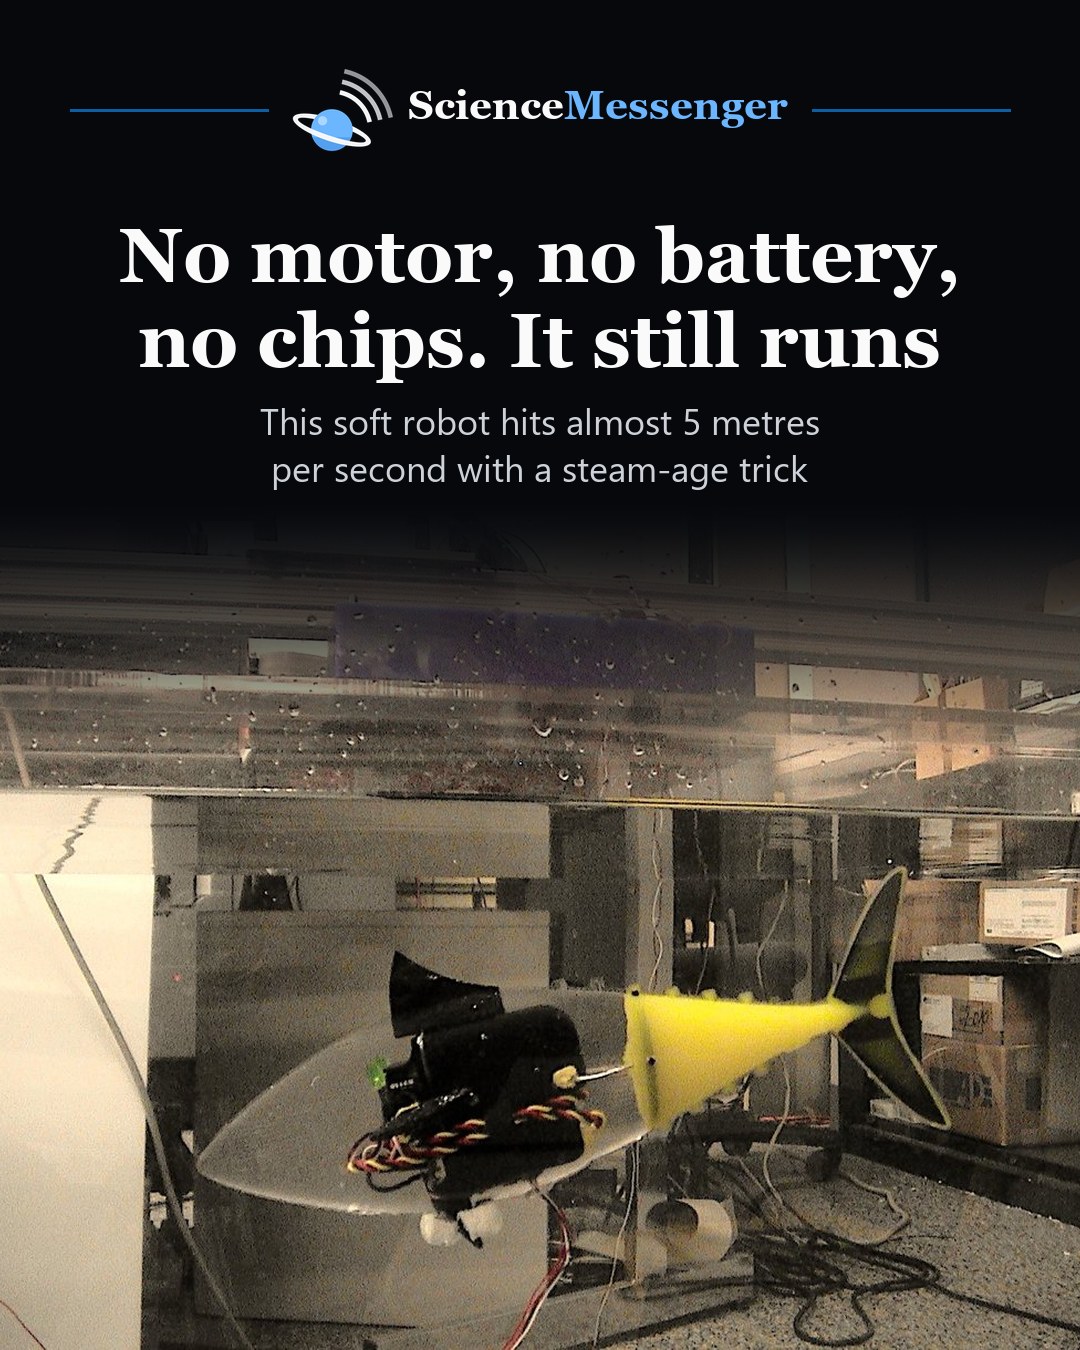 ScienceMessenger
No motor, no battery,
no chips. It still runs
This soft robot hits almost 5 metres
per second with a steam-age trick